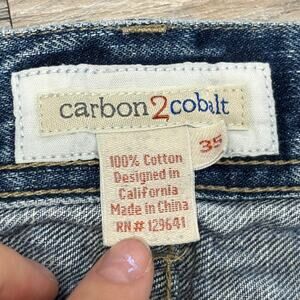 carbon2cobalt
35
100% Cotton
Designed in
California
Made in China
RN# 129641